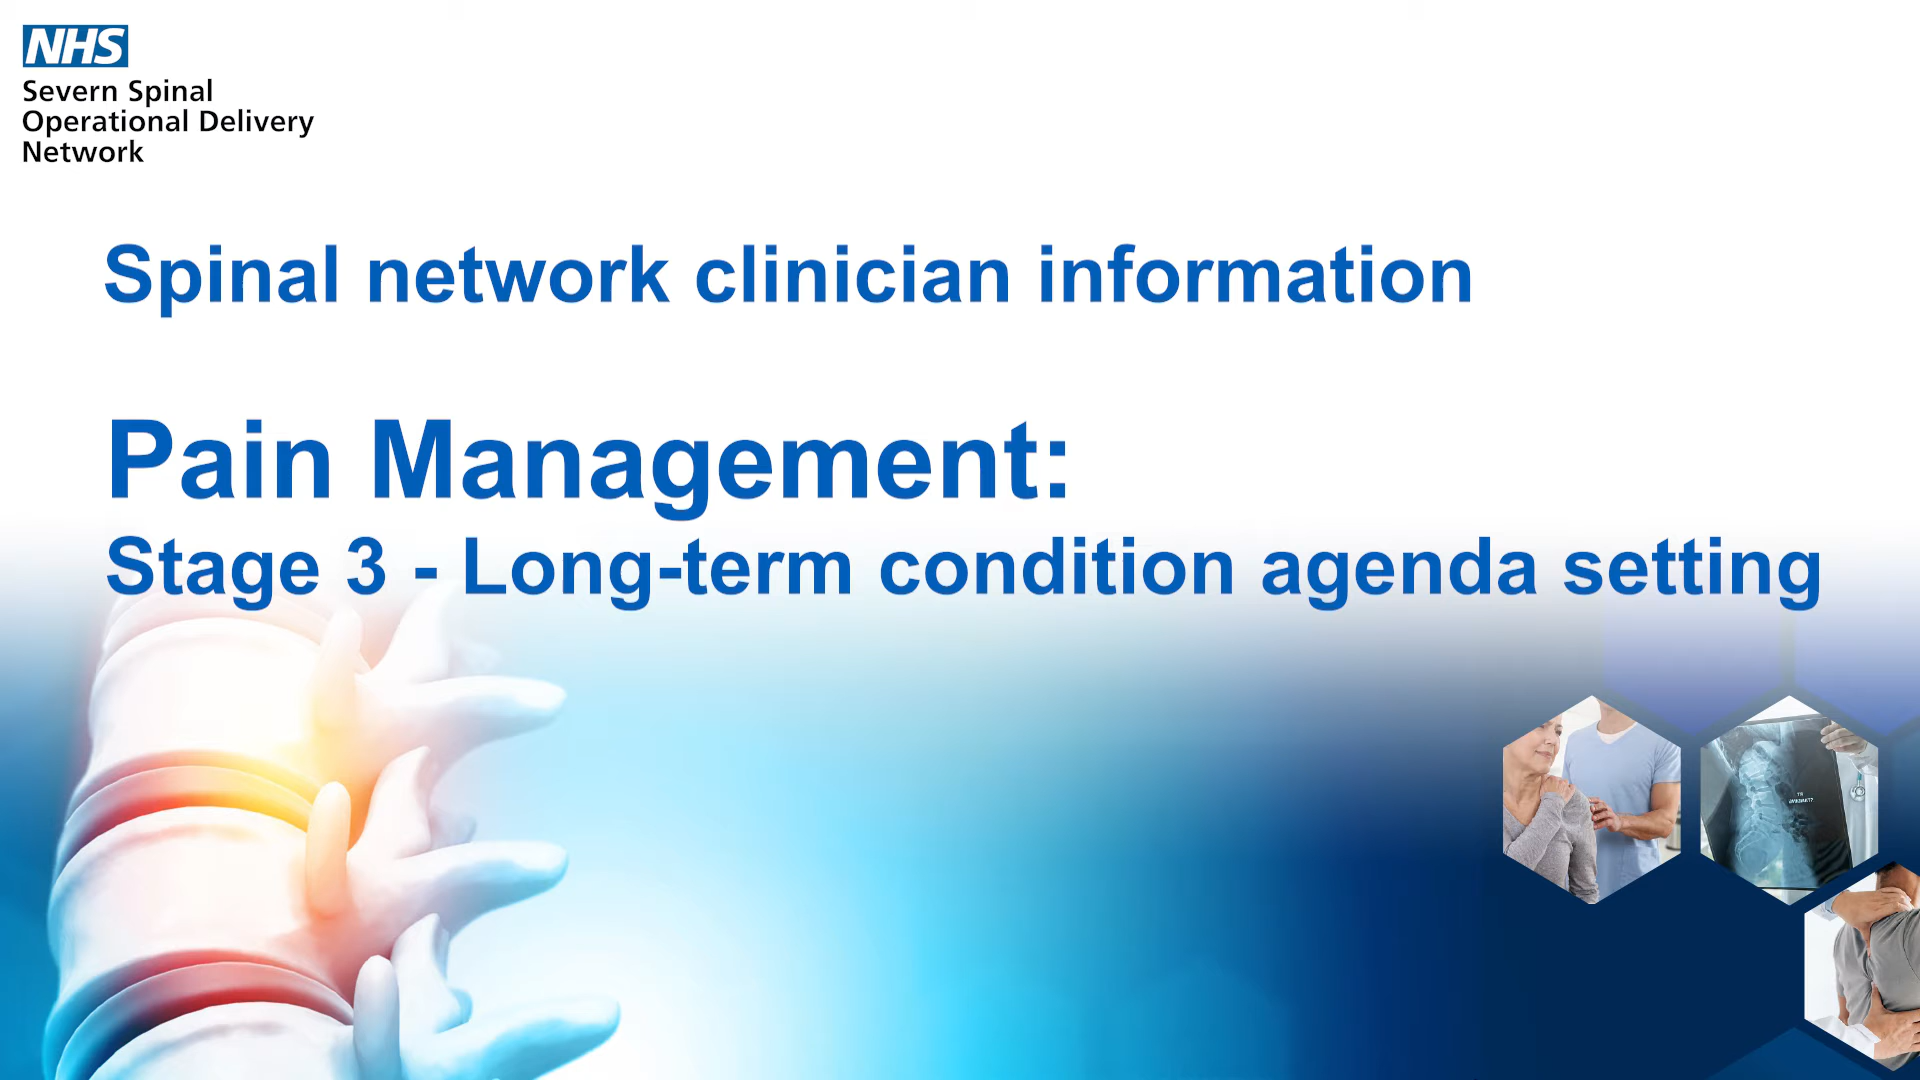 NHS
Severn Spinal
Operational Delivery
Network
Spinal network clinician information
Pain Management:
Stage 3 - Long-term condition agenda setting